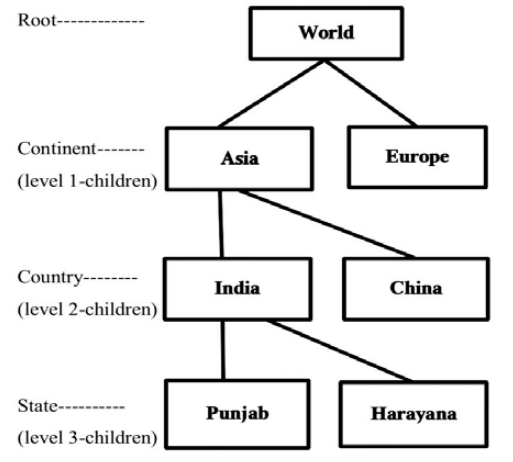 Root-------------
World
Continent-------
(level 1-children)
Asia
Europe
Country--------
(level 2-children)
India
China
State----------
(level 3-children)
Punjab
Harayana